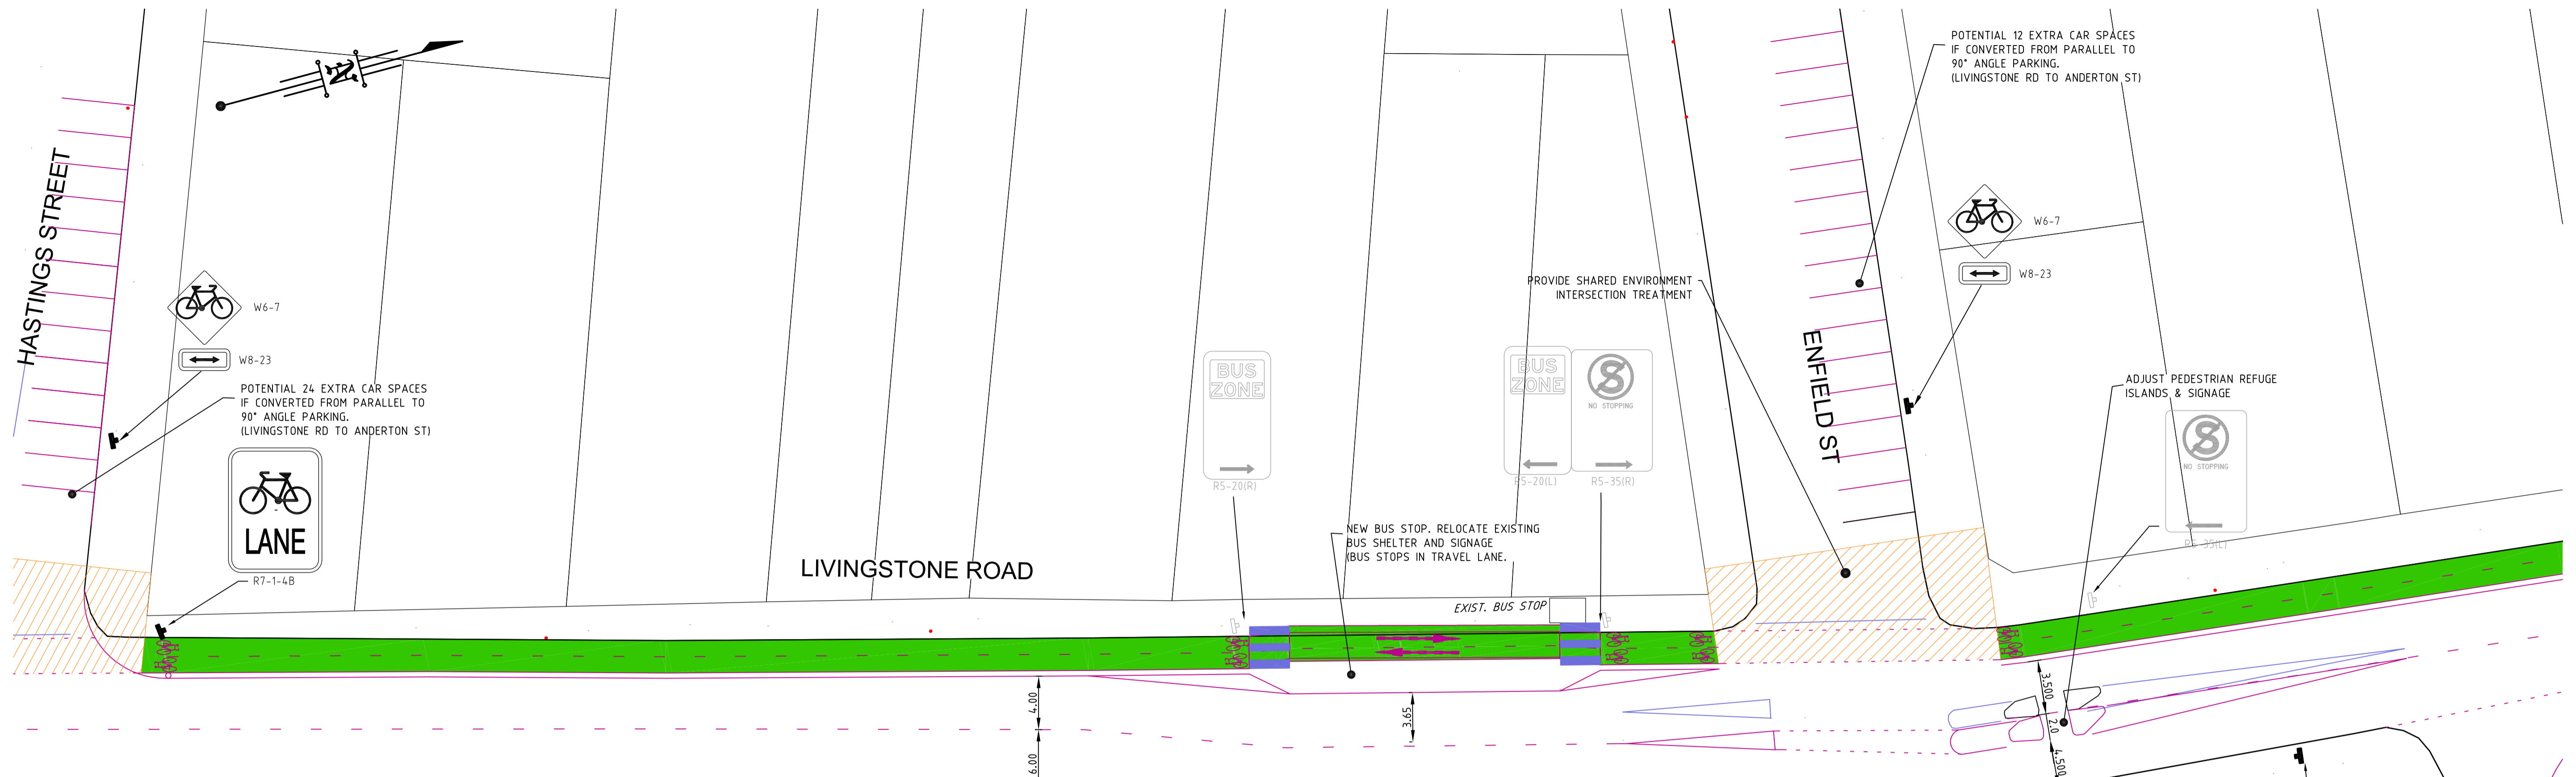 POTENTIAL 12 EXTRA CAR SPACES
IF CONVERTED FROM PARALLEL TO
90° ANGLE PARKING.
(LIVINGSTONE RD TO ANDERTON ST)
HASTINGS STREET
W6-7
W8-23
POTENTIAL 24 EXTRA CAR SPACES
IF CONVERTED FROM PARALLEL TO
90° ANGLE PARKING.
(LIVINGSTONE RD TO ANDERTON ST)
LANE
R7-1-4B
LIVINGSTONE ROAD
BUS
ZONE
R5-20(R)
BUS
ZONE
R5-20(L)
S
NO STOPPING
R5-35(R)
PROVIDE SHARED ENVIRONMENT
INTERSECTION TREATMENT
NEW BUS STOP. RELOCATE EXISTING
BUS SHELTER AND SIGNAGE
(BUS STOPS IN TRAVEL LANE.
EXIST. BUS STOP
ENFIELD ST
W6-7
W8-23
ADJUST PEDESTRIAN REFUGE
ISLANDS & SIGNAGE
S
NO STOPPING
R5-35(L)
4.00
6.00
3.65
3.500
2.0
4.500